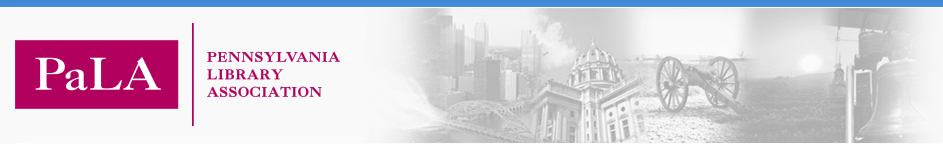 PaLA
PENNSYLVANIA
LIBRARY
ASSOCIATION